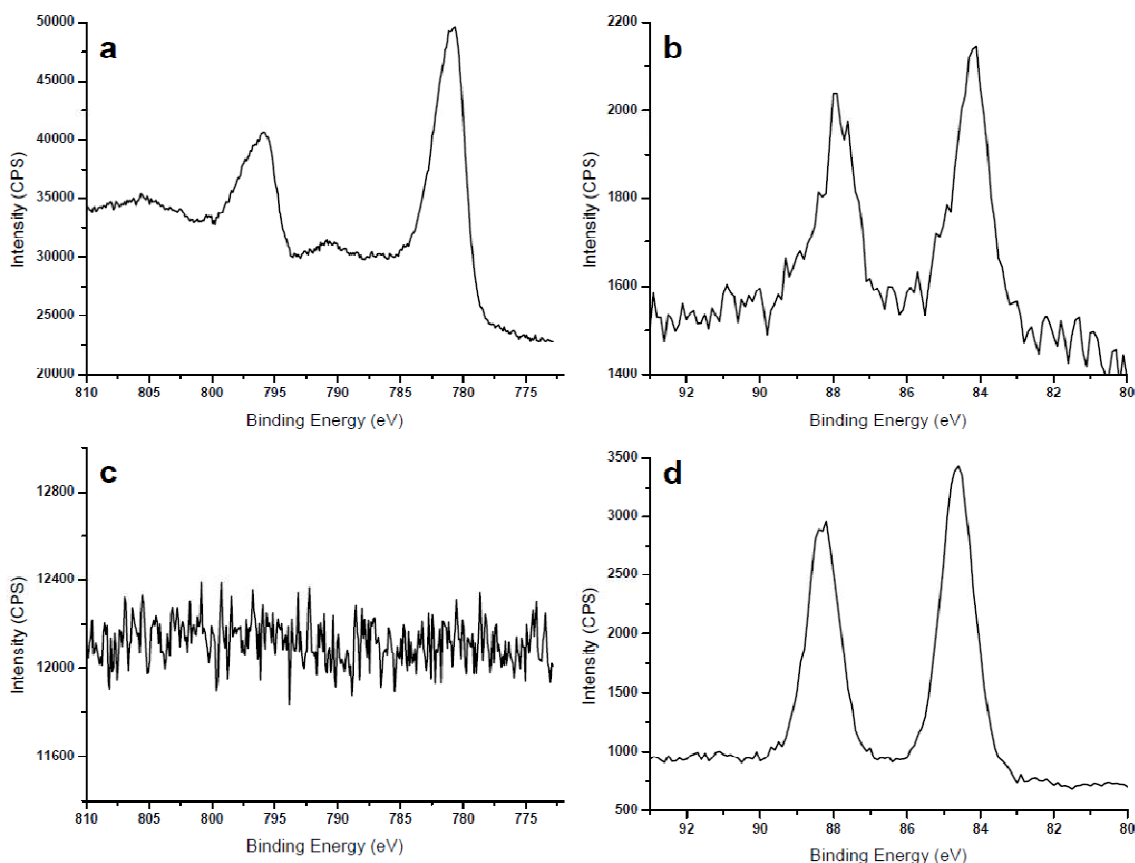 a
50000
45000
40000
35000
30000
25000
20000
810 805 800 795 790 785 780 775
Intensity (CPS)
Binding Energy (eV)
b
2200
2000
1800
1600
1400
92 90 88 86 84 82 80
Intensity (CPS)
Binding Energy (eV)
c
12800
12400
12000
11600
810 805 800 795 790 785 780 775
Intensity (CPS)
Binding Energy (eV)
d
3500
3000
2500
2000
1500
1000
500
92 90 88 86 84 82 80
Intensity (CPS)
Binding Energy (eV)